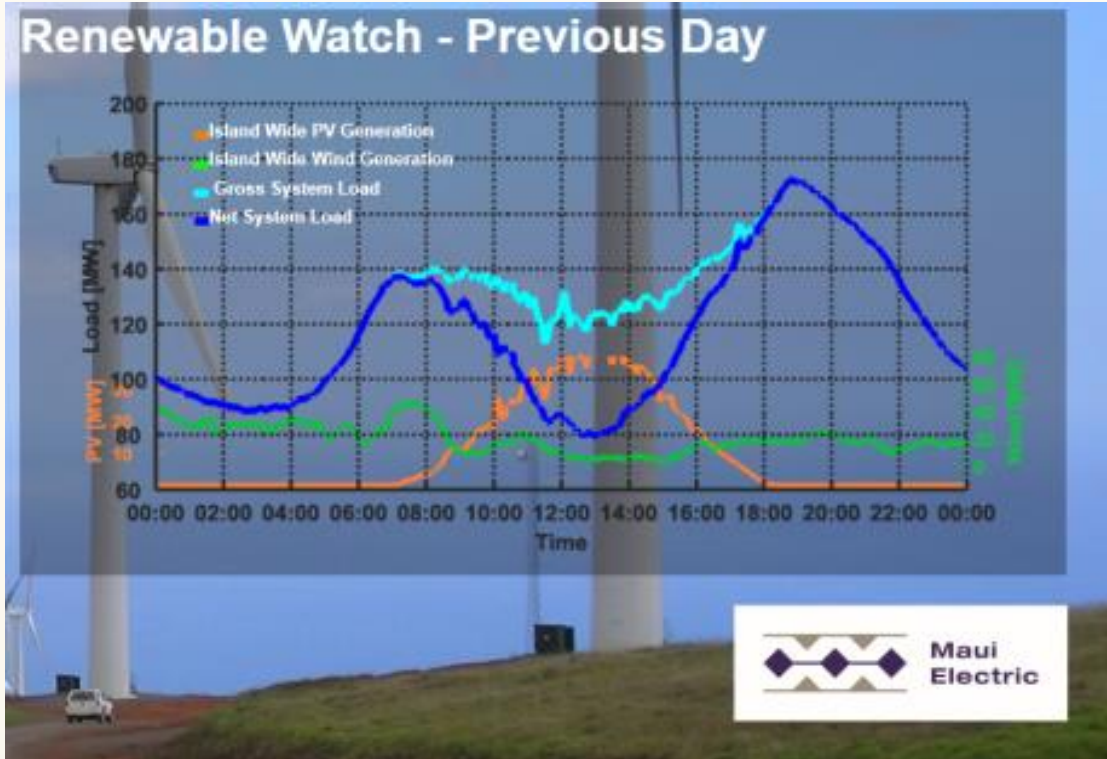 Renewable Watch - Previous Day
200
180
160
140
120
100
80
60
Load [MW]
PV [MW]
Island Wide PV Generation
Island Wide Wind Generation
Gross System Load
Net System Load
00:00 02:00 04:00 06:00 08:00 10:00 12:00 14:00 16:00 18:00 20:00 22:00 00:00
Time
Maui
Electric